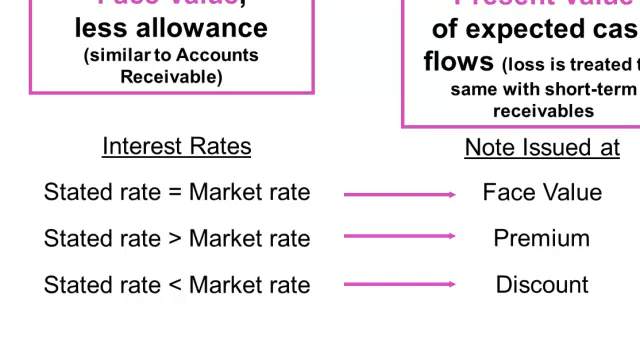 Face Value,
less allowance
(similar to Accounts
Receivable)
Present Value
of expected cas
flows (loss is treated t
same with short-term
receivables
Interest Rates
Note Issued at
Stated rate = Market rate
Face Value
Stated rate > Market rate
Premium
Stated rate < Market rate
Discount